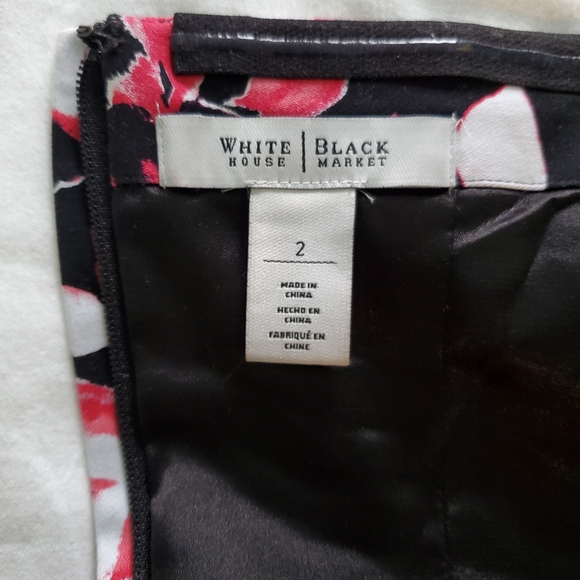 WHITE | BLACK
HOUSE | MARKET
2
MADE IN
CHINA
HECHO EN
CHINA
FABRIQUÉ EN
CHINE